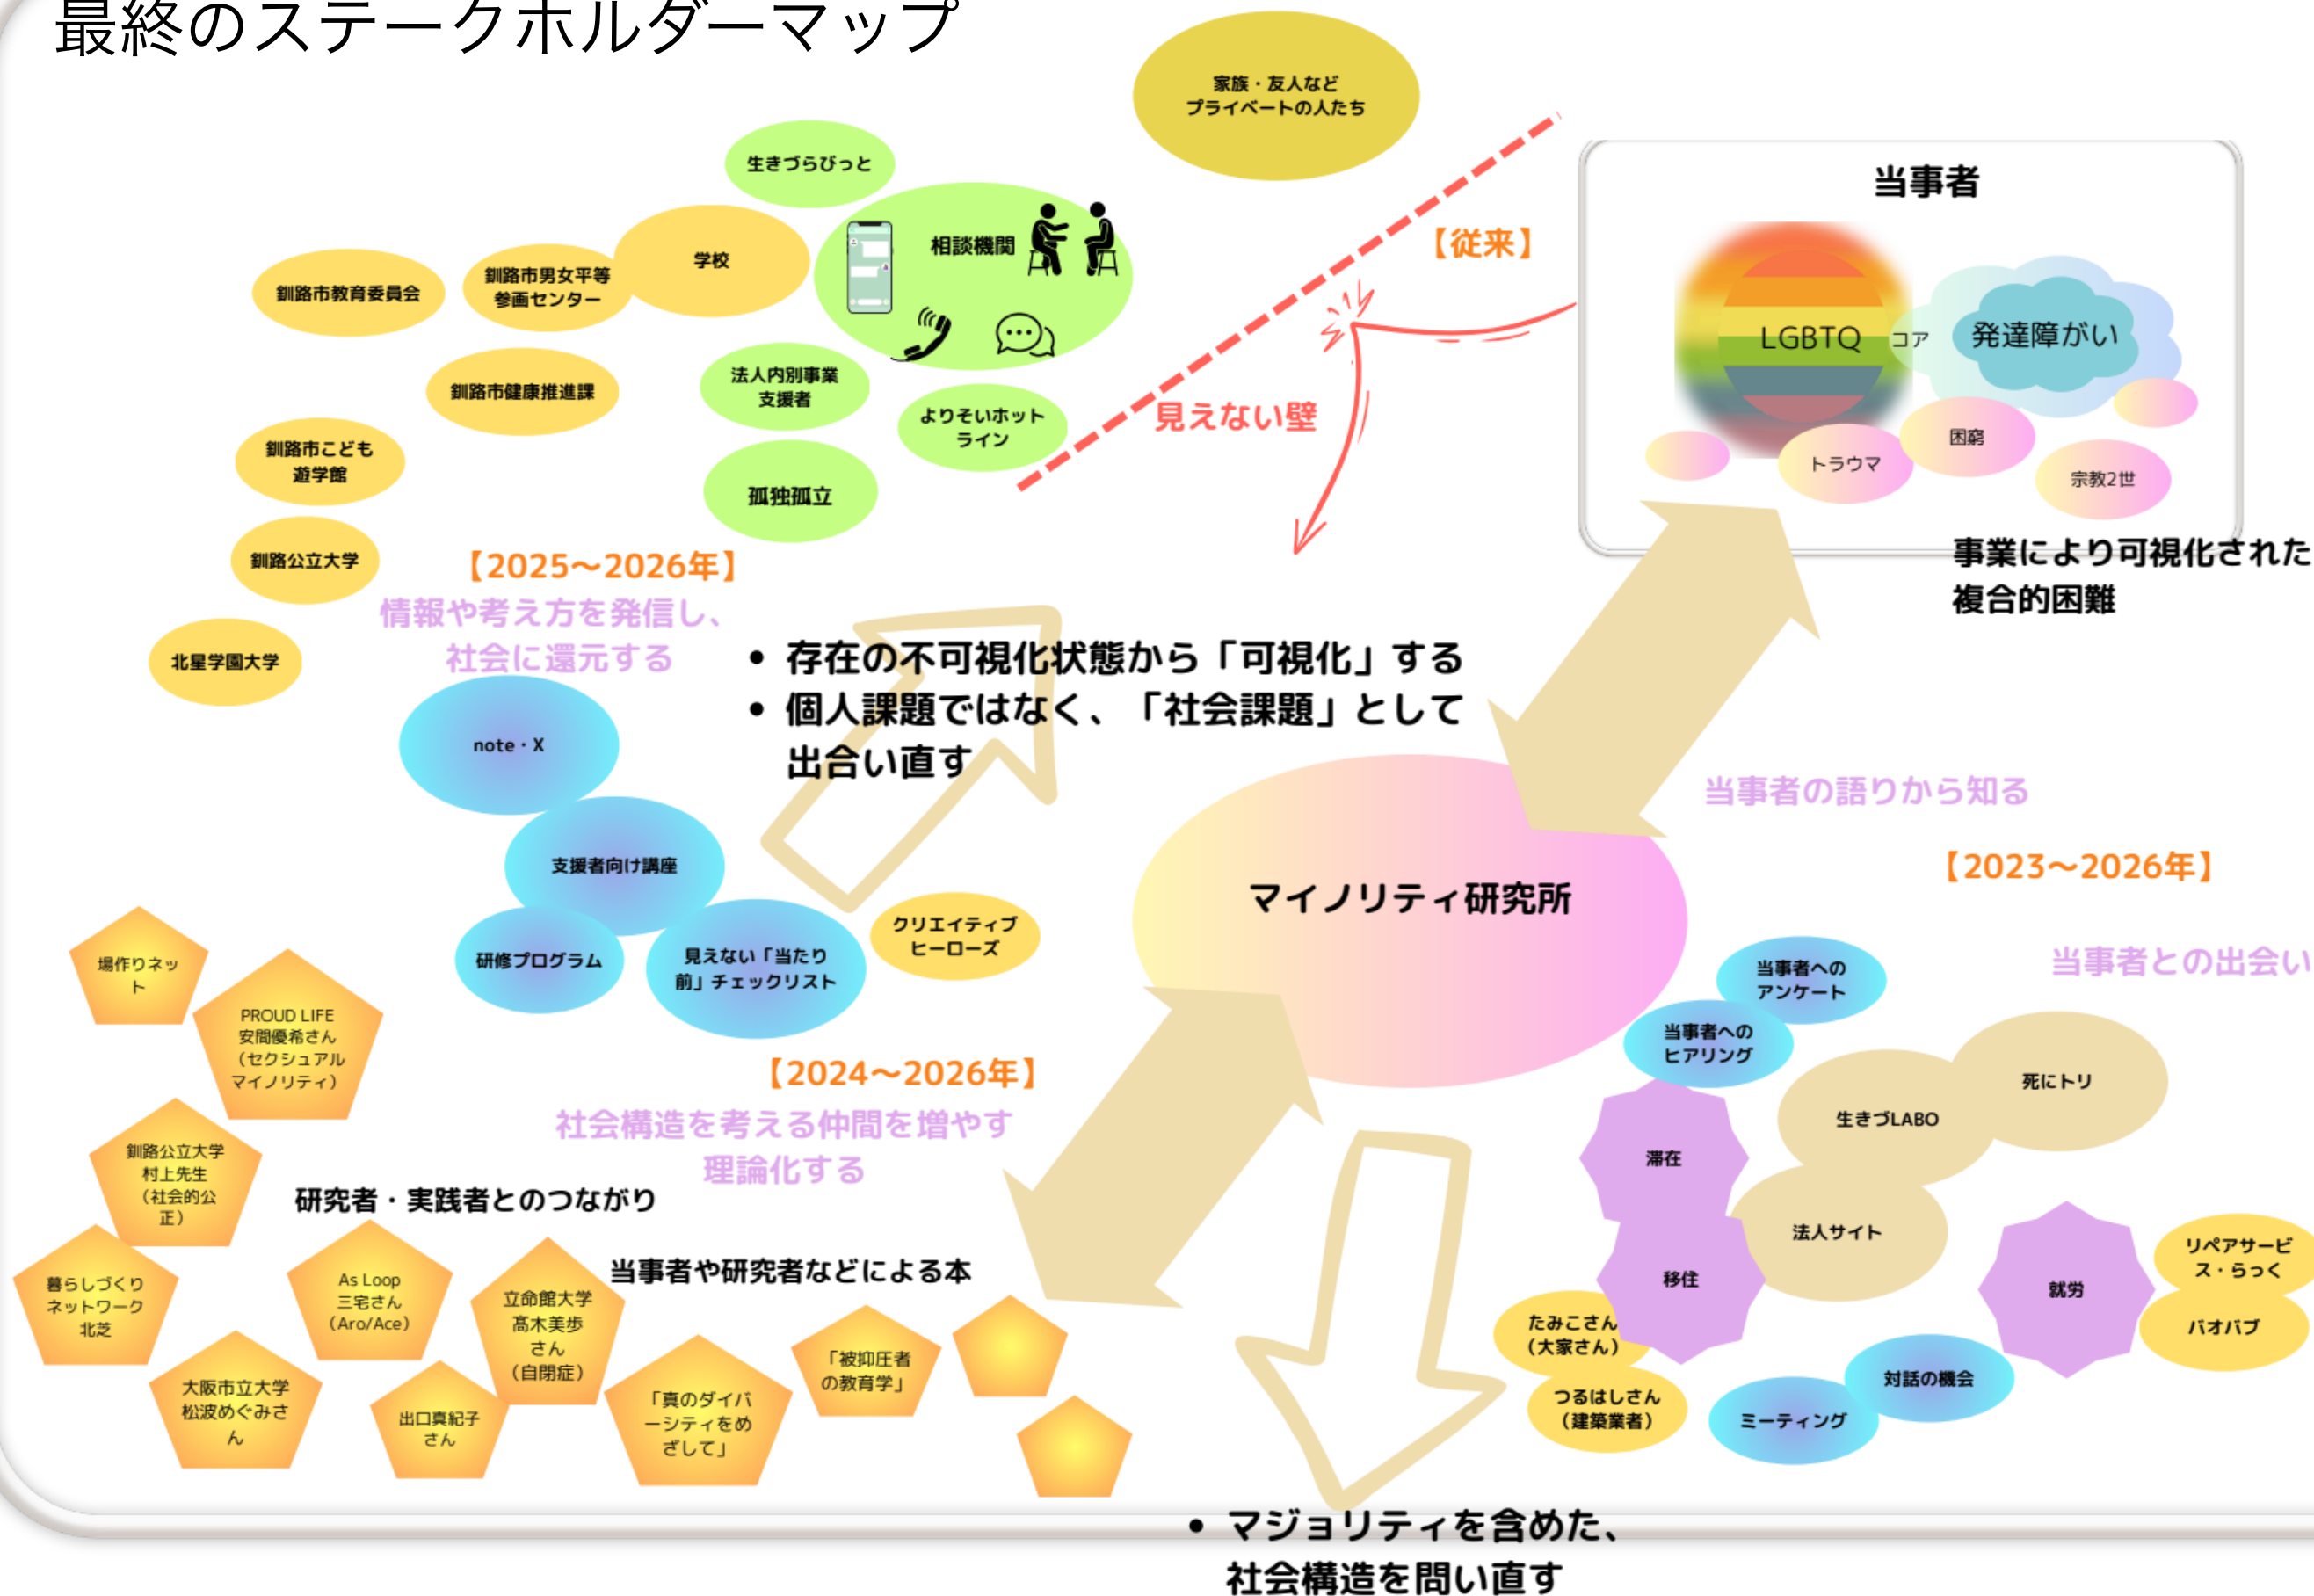 最終のステークホルダーマップ
家族・友人など
プライベートの人たち
生きづらびっと
相談機関
学校
釧路市男女平等
参画センター
釧路市教育委員会
釧路市健康推進課
法人内別事業
支援者
よりそいホット
ライン
孤独孤立
釧路市こども
遊学館
釧路公立大学
北星学園大学
【従来】
見えない壁
当事者
LGBTQ
コア
発達障がい
トラウマ
困窮
宗教2世
事業により可視化された
複合的困難
【2025〜2026年】
情報や考え方を発信し、
社会に還元する
• 存在の不可視化状態から「可視化」する
• 個人課題ではなく、「社会課題」として
出合い直す
note・X
支援者向け講座
研修プログラム
見えない「当たり
前」チェックリスト
クリエイティブ
ヒーローズ
マイノリティ研究所
当事者の語りから知る
【2023〜2026年】
当事者との出会い
当事者への
アンケート
当事者への
ヒアリング
死にトリ
生きづLABO
法人サイト
滞在
移住
就労
リペアサービ
ス・らっく
バオバブ
たみこさん
（大家さん）
つるはしさん
（建築業者）
対話の機会
ミーティング
【2024〜2026年】
社会構造を考える仲間を増やす
理論化する
研究者・実践者とのつながり
当事者や研究者などによる本
場作りネッ
ト
PROUD LIFE
安間優希さん
（セクシュアル
マイノリティ）
釧路公立大学
村上先生
（社会的公
正）
暮らしづくり
ネットワーク
北芝
As Loop
三宅さん
（Aro/Ace）
立命館大学
髙木美歩
さん
（自閉症）
大阪市立大学
松波めぐみさ
ん
出口真紀子
さん
「真のダイバ
ーシティをめ
ざして」
「被抑圧者
の教育学」
• マジョリティを含めた、
社会構造を問い直す